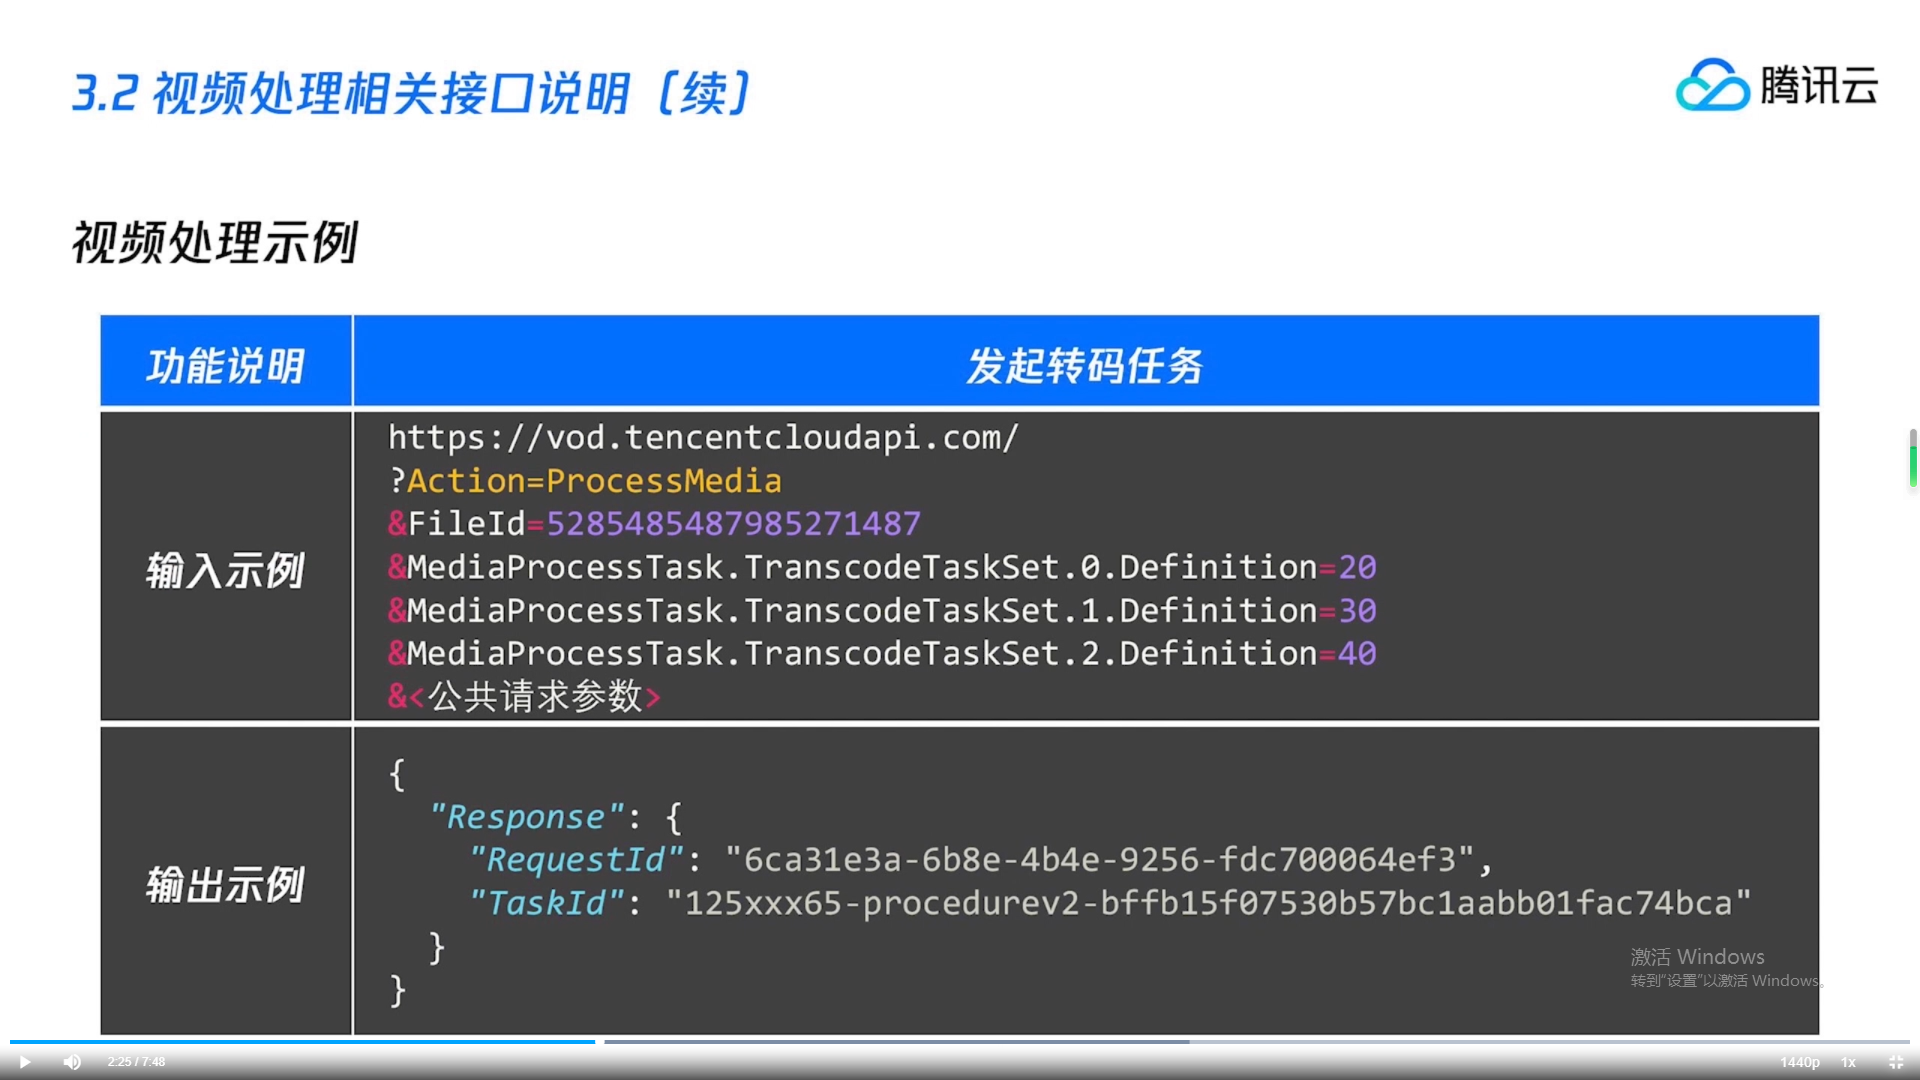 3.2 视频处理相关接口说明（续）
腾讯云
视频处理示例
功能说明
发起转码任务
输入示例
https://vod.tencentcloudapi.com/
?Action=ProcessMedia
&FileId=5285485487985271487
&MediaProcessTask.TranscodeTaskSet.0.Definition=20
&MediaProcessTask.TranscodeTaskSet.1.Definition=30
&MediaProcessTask.TranscodeTaskSet.2.Definition=40
&<公共请求参数>
输出示例
{
"Response": {
"RequestId": "6ca31e3a-6b8e-4b4e-9256-fdc700064ef3",
"TaskId": "125xxx65-procedurev2-bffb15f07530b57bc1aabb01fac74bca"
}
}
激活 Windows
转到"设置"以激活 Windows。
2:25 / 7:48
1440p
1x